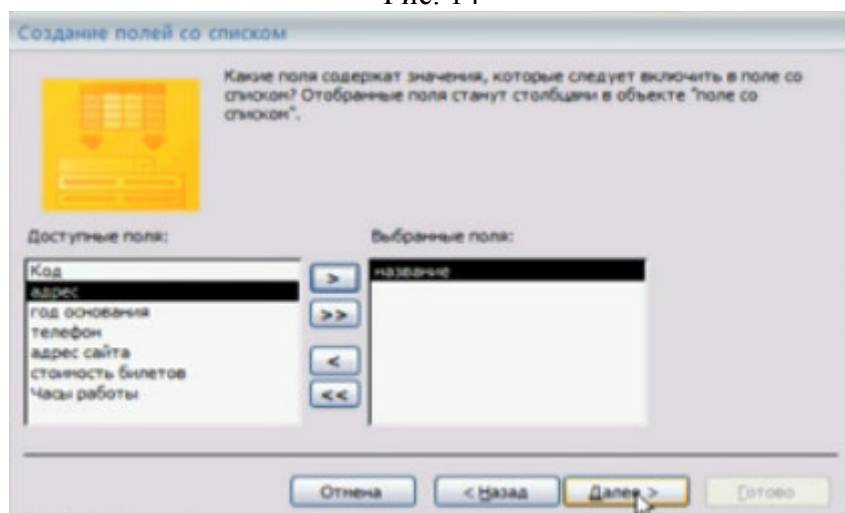 Рис. 14
Создание полей со списком
Какие поля содержат значения, которые следует включить в поле со
списком? Отобранные поля станут столбцами в объекте "поле со
списком".
Доступные поля:
Выбранные поля:
Код
адрес
год основания
телефон
адрес сайта
стоимость билетов
Часы работы
>
>>
<
<<
название
Отмена
< Назад
Далее >
Готово